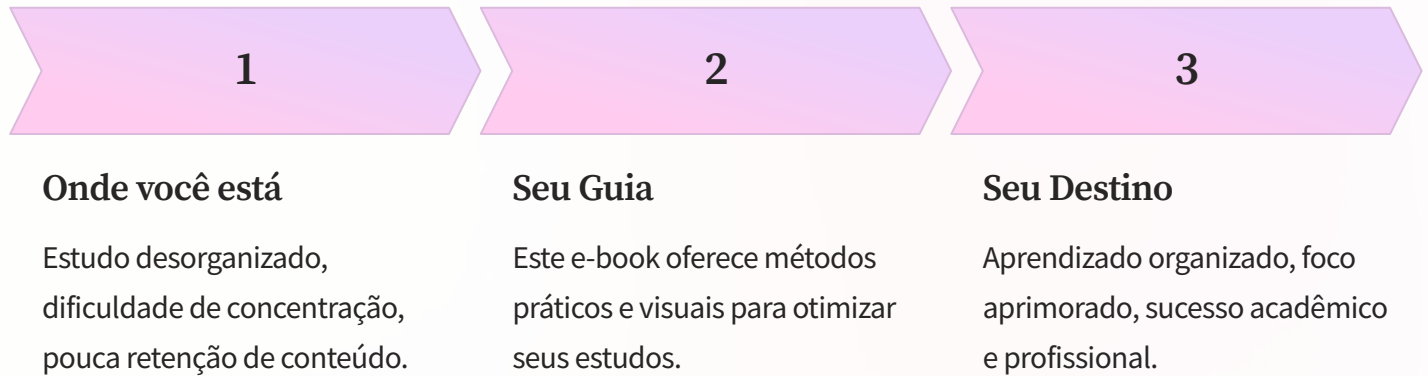 1
2
3
Onde você está
Estudo desorganizado,
dificuldade de concentração,
pouca retenção de conteúdo.
Seu Guia
Este e-book oferece métodos
práticos e visuais para otimizar
seus estudos.
Seu Destino
Aprendizado organizado, foco
aprimorado, sucesso acadêmico
e profissional.